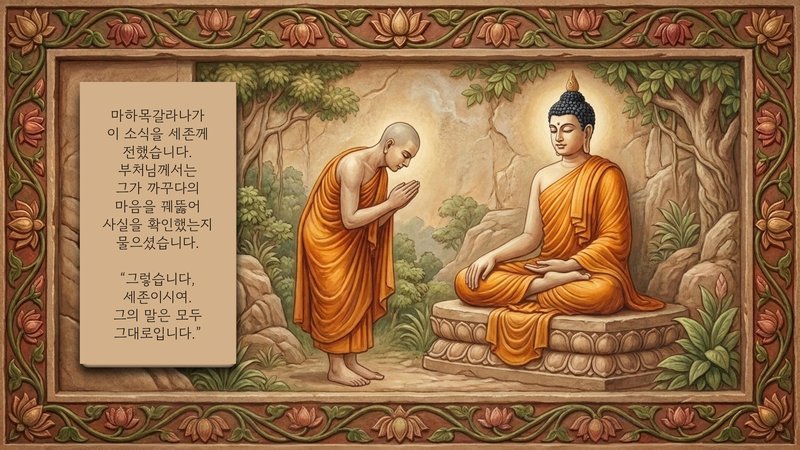 마하목갈라나가
이 소식을 세존께
전했습니다.
부처님께서는
그가 까꾸다의
마음을 꿰뚫어
사실을 확인했는지
물으셨습니다.
“그렇습니다,
세존이시여.
그의 말은 모두
그대로입니다.”